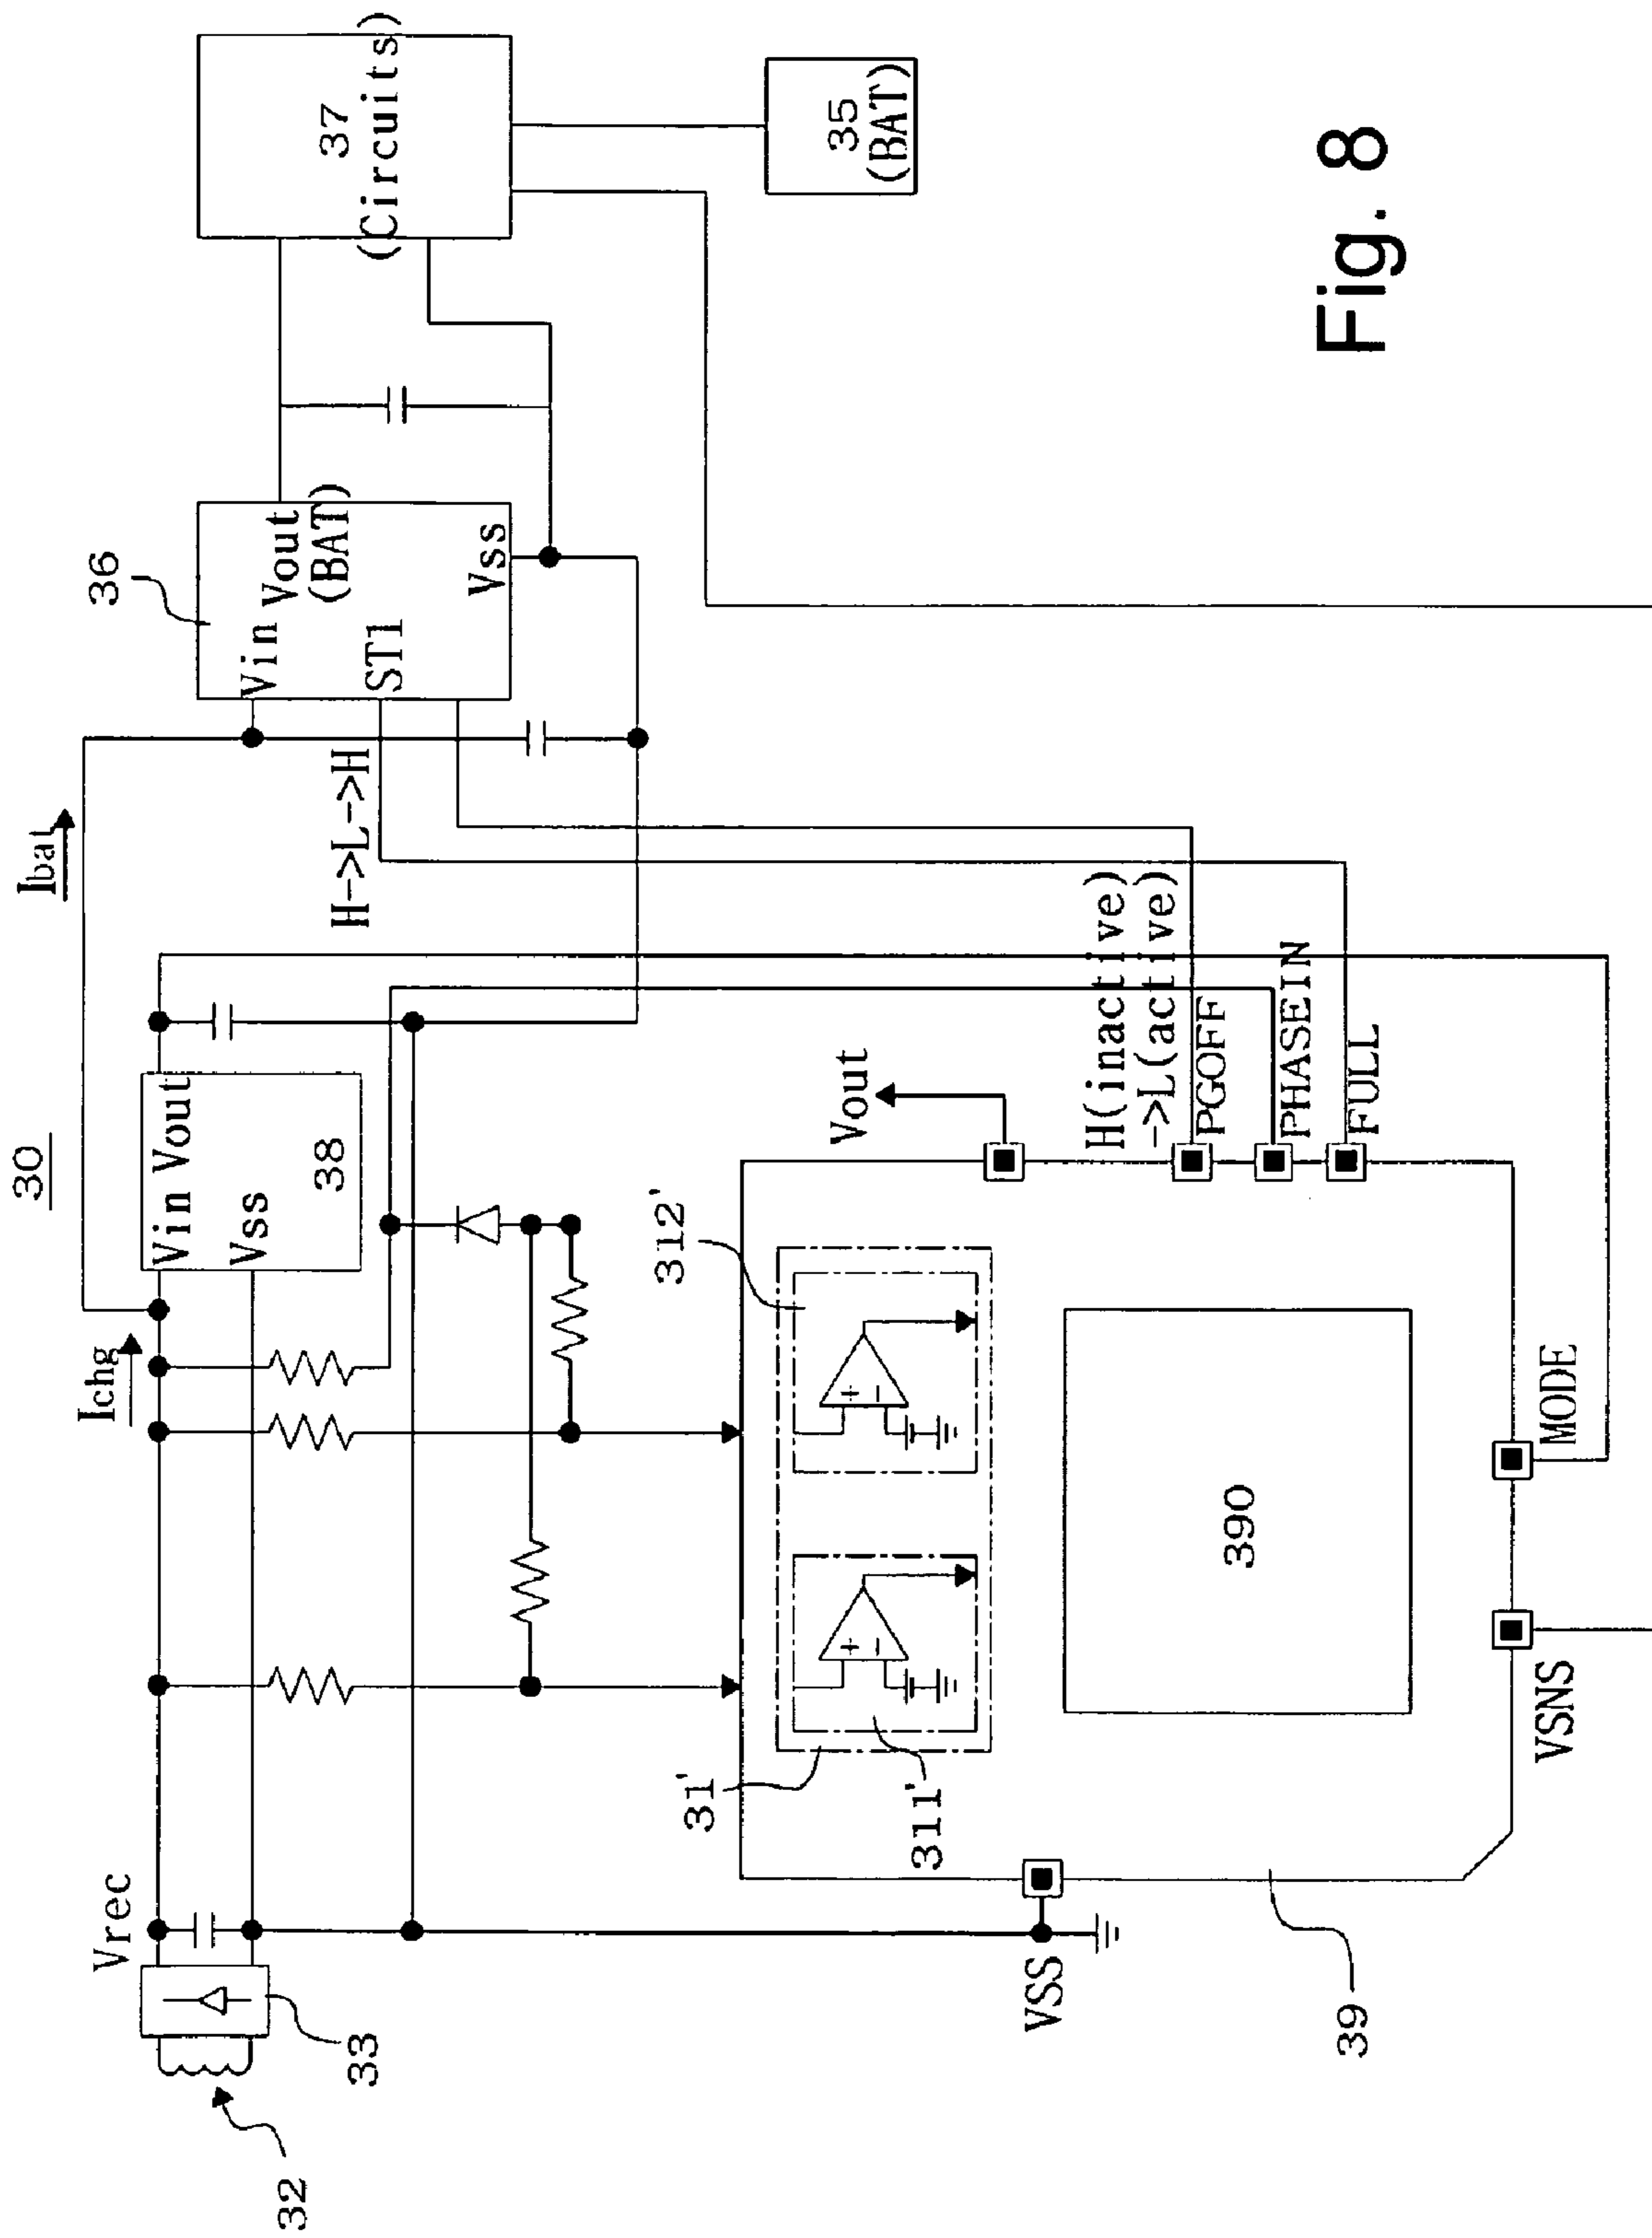 30
Ibat
Ichg
Vrec
32
33
Vin Vout
Vss
38
36
Vin
Vout
(BAT)
ST1
Vss
H->L->H
37
(Circuits)
35
(BAT)
31'
311'
312'
Vout
H(inactive)
->L(active)
PGOFF
PHASEIN
FULL
VSS
390
39
VSNS
MODE
Fig. 8